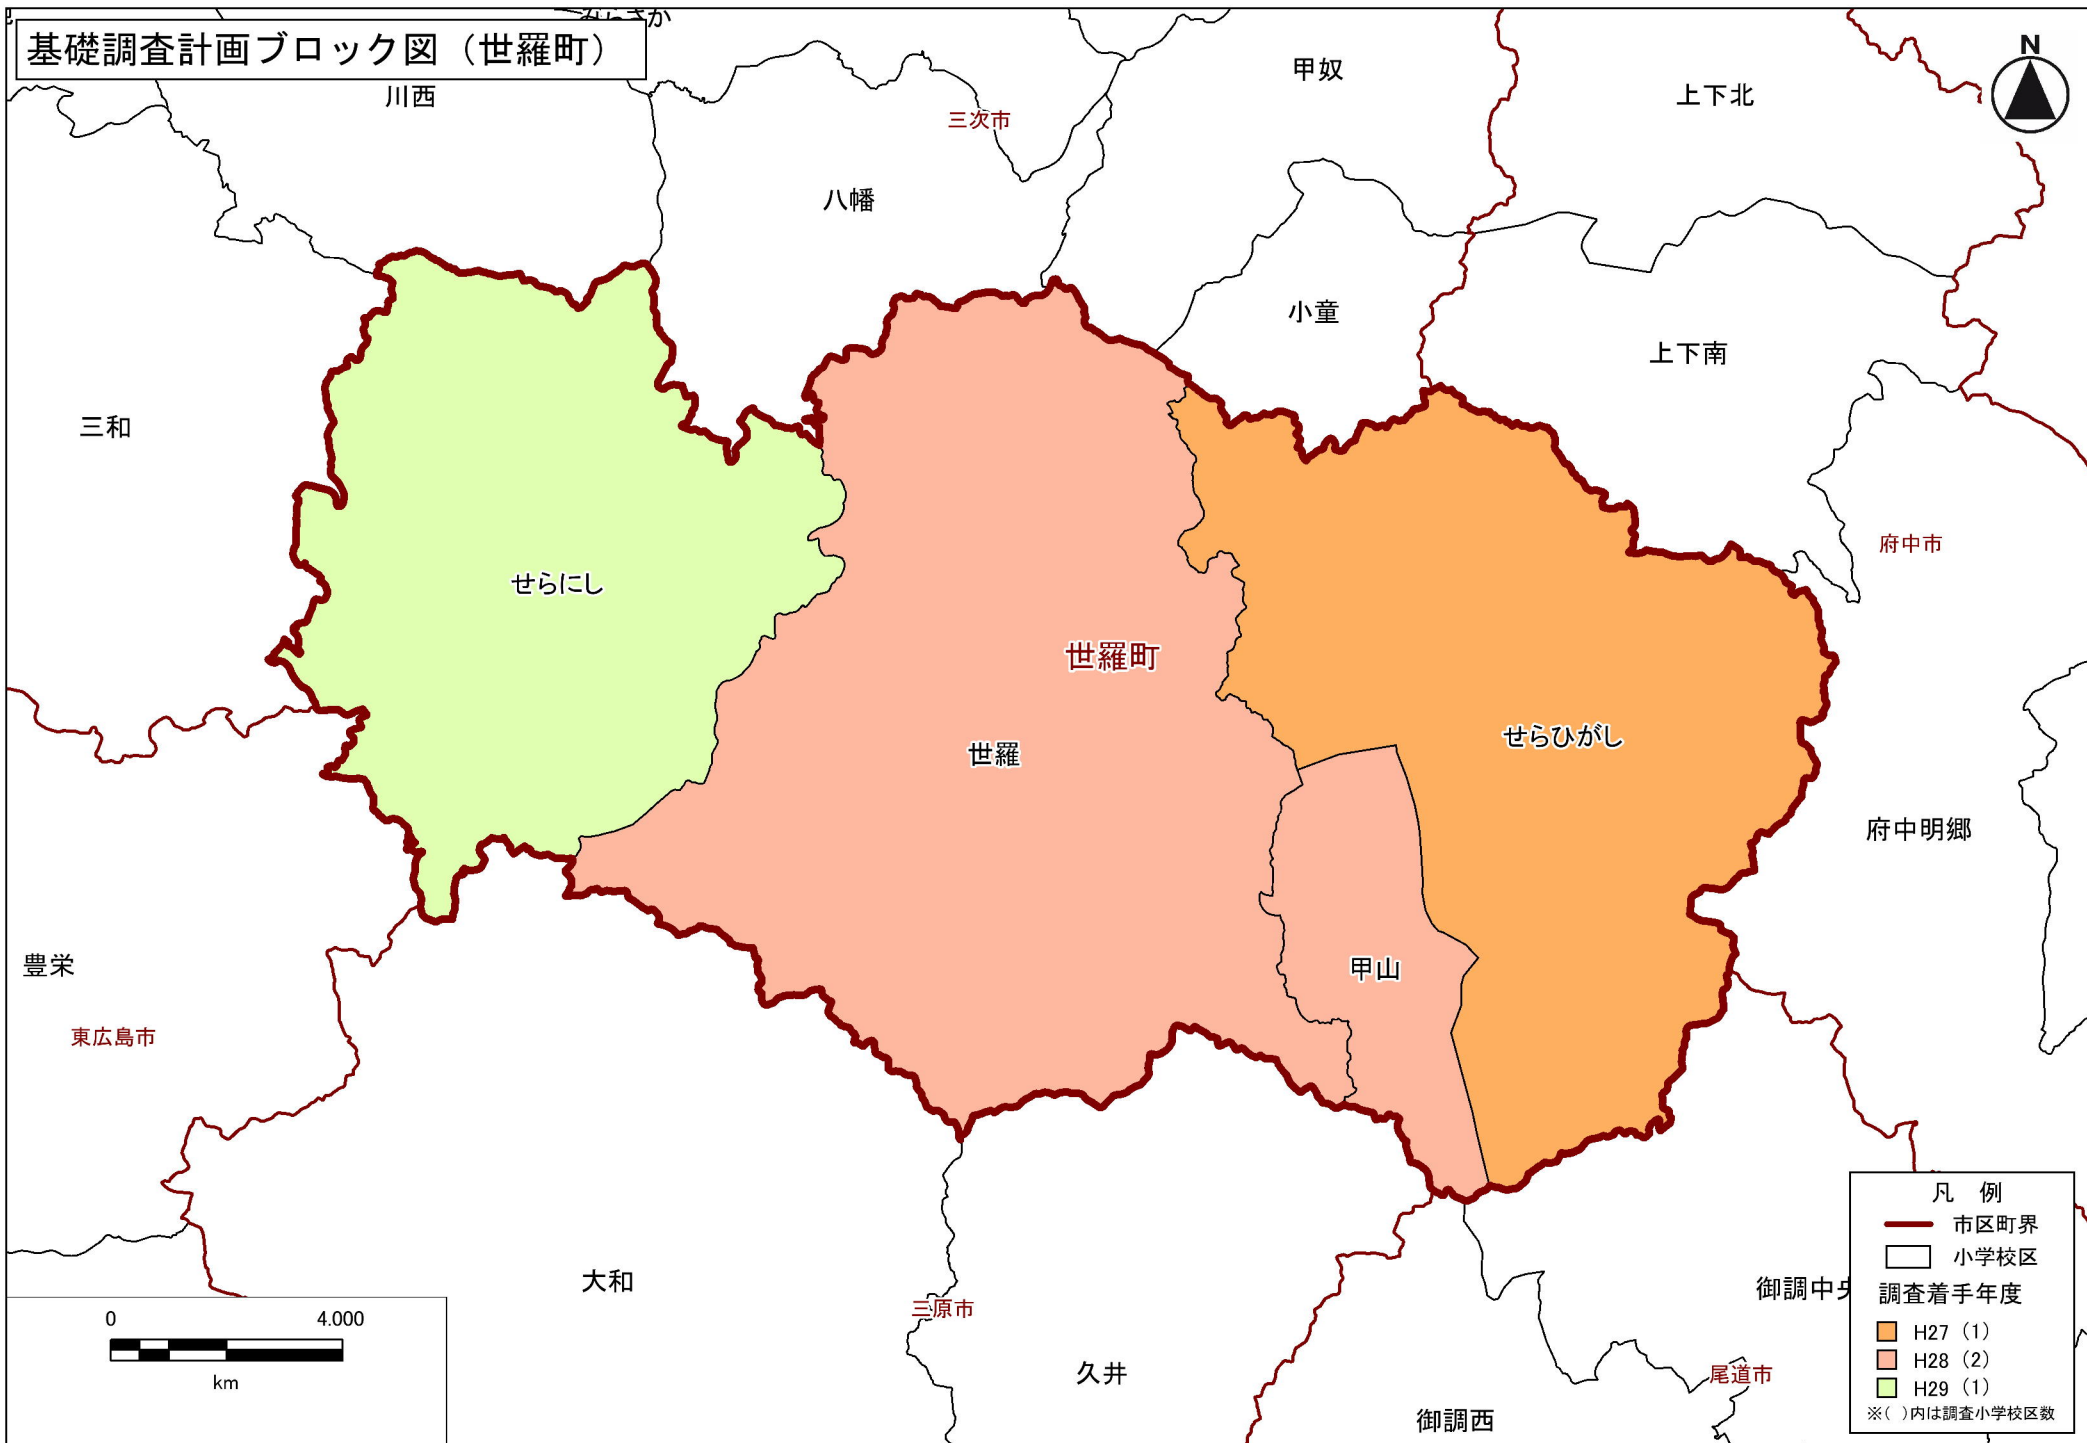 みらさか
基礎調査計画ブロック図（世羅町）
N
川西
三次市
甲奴
上下北
八幡
小童
上下南
三和
府中市
せらにし
世羅町
せらひがし
世羅
府中明郷
豊栄
甲山
東広島市
大和
三原市
久井
御調中央
尾道市
御調西
0 4.000
km
凡　例
市区町界
小学校区
調査着手年度
H27（1）
H28（2）
H29（1）
※( )内は調査小学校区数